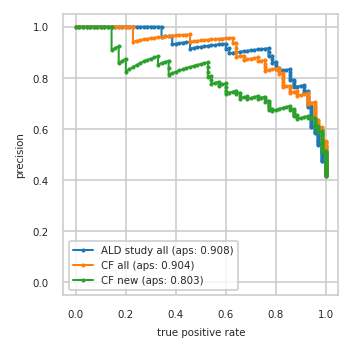 1.0
0.8
0.6
0.4
0.2
0.0
precision
ALD study all (aps: 0.908)
CF all (aps: 0.904)
CF new (aps: 0.803)
0.0 0.2 0.4 0.6 0.8 1.0
true positive rate